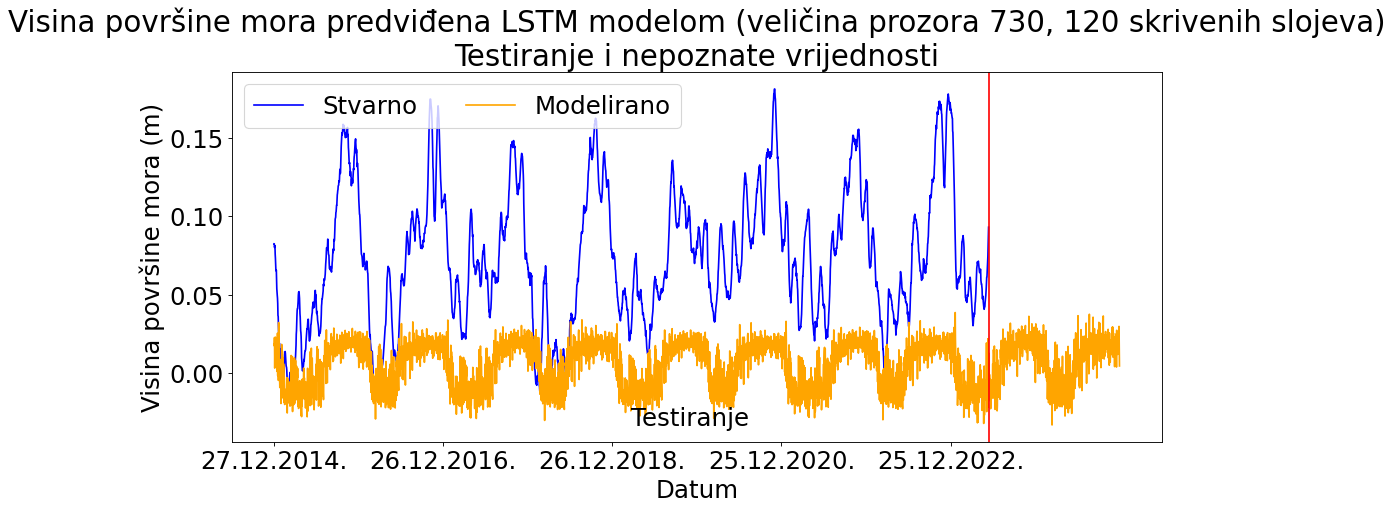 Visina površine mora predviđena LSTM modelom (veličina prozora 730, 120 skrivenih slojeva)
Testiranje i nepoznate vrijednosti
Stvarno
Modelirano
Visina površine mora (m)
0.15
0.10
0.05
0.00
Testiranje
27.12.2014.
26.12.2016.
26.12.2018.
25.12.2020.
25.12.2022.
Datum